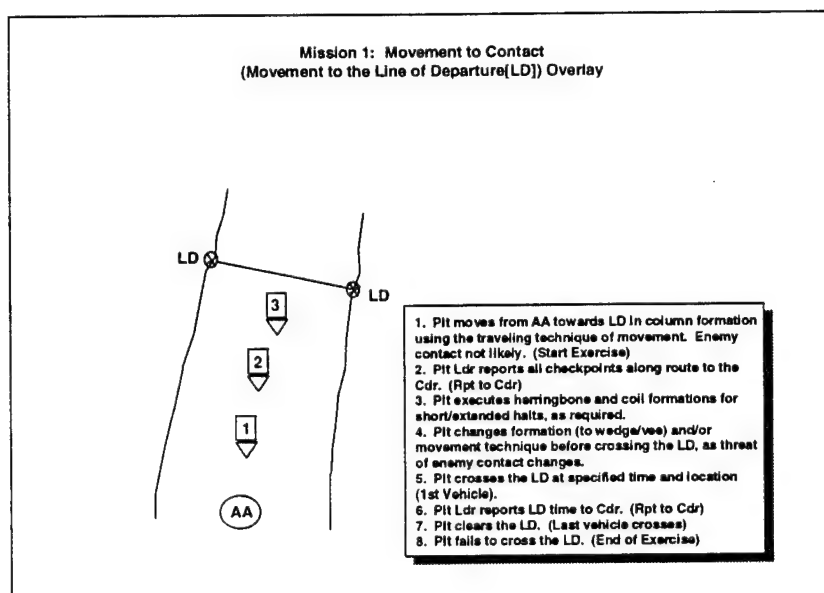 Mission 1: Movement to Contact
(Movement to the Line of Departure[LD]) Overlay
LD
LD
3
2
1
AA
1. Plt moves from AA towards LD in column formation
using the traveling technique of movement. Enemy
contact not likely. (Start Exercise)
2. Plt Ldr reports all checkpoints along route to the
Cdr. (Rpt to Cdr)
3. Plt executes herringbone and coil formations for
short/extended halts, as required.
4. Plt changes formation (to wedge/vee) and/or
movement technique before crossing the LD, as threat
of enemy contact changes.
5. Plt crosses the LD at specified time and location
(1st Vehicle).
6. Plt Ldr reports LD time to Cdr. (Rpt to Cdr)
7. Plt clears the LD. (Last vehicle crosses)
8. Plt fails to cross the LD. (End of Exercise)